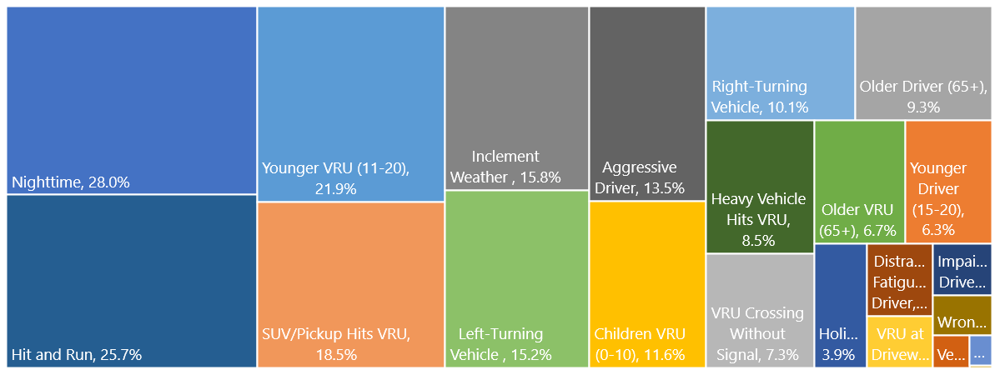 Nighttime, 28.0%
Hit and Run, 25.7%
Younger VRU (11-20),
21.9%
SUV/Pickup Hits VRU,
18.5%
Inclement
Weather , 15.8%
Left-Turning
Vehicle , 15.2%
Aggressive
Driver, 13.5%
Children VRU
(0-10), 11.6%
Right-Turning
Vehicle, 10.1%
Older Driver (65+),
9.3%
Heavy Vehicle
Hits VRU,
8.5%
VRU Crossing
Without
Signal, 7.3%
Older VRU
(65+), 6.7%
Younger
Driver
(15-20),
6.3%
Holi...
3.9%
Distra...
Fatigu...
Driver,...
VRU at
Drivew...
Impai...
Drive...
Wron...
Ve...
...